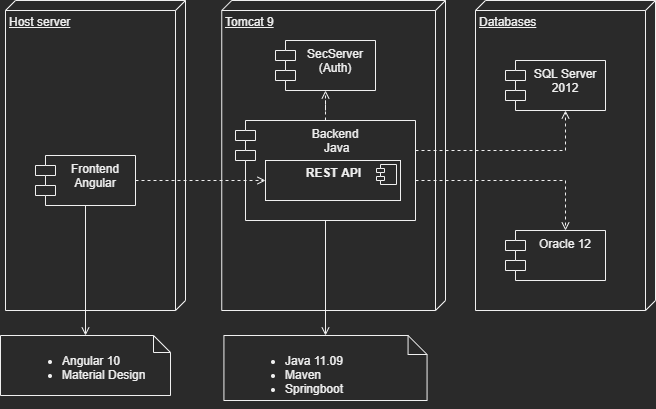 Host server
Tomcat 9
Databases
SecServer
(Auth)
SQL Server
2012
Backend
Java
Frontend
Angular
REST API
Oracle 12
• Angular 10
• Material Design
• Java 11.09
• Maven
• Springboot